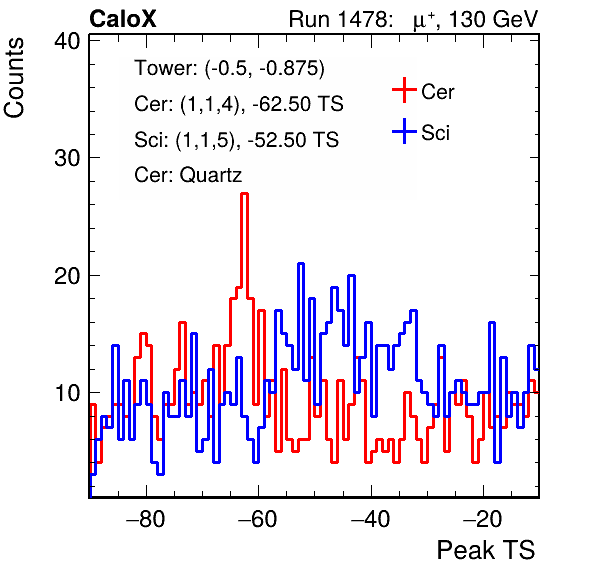 CaloX Run 1478: μ⁺, 130 GeV
Counts
Tower: (-0.5, -0.875)
Cer: (1,1,4), -62.50 TS
Sci: (1,1,5), -52.50 TS
Cer: Quartz
Cer
Sci
40
30
20
10
−80 −60 −40 −20
Peak TS